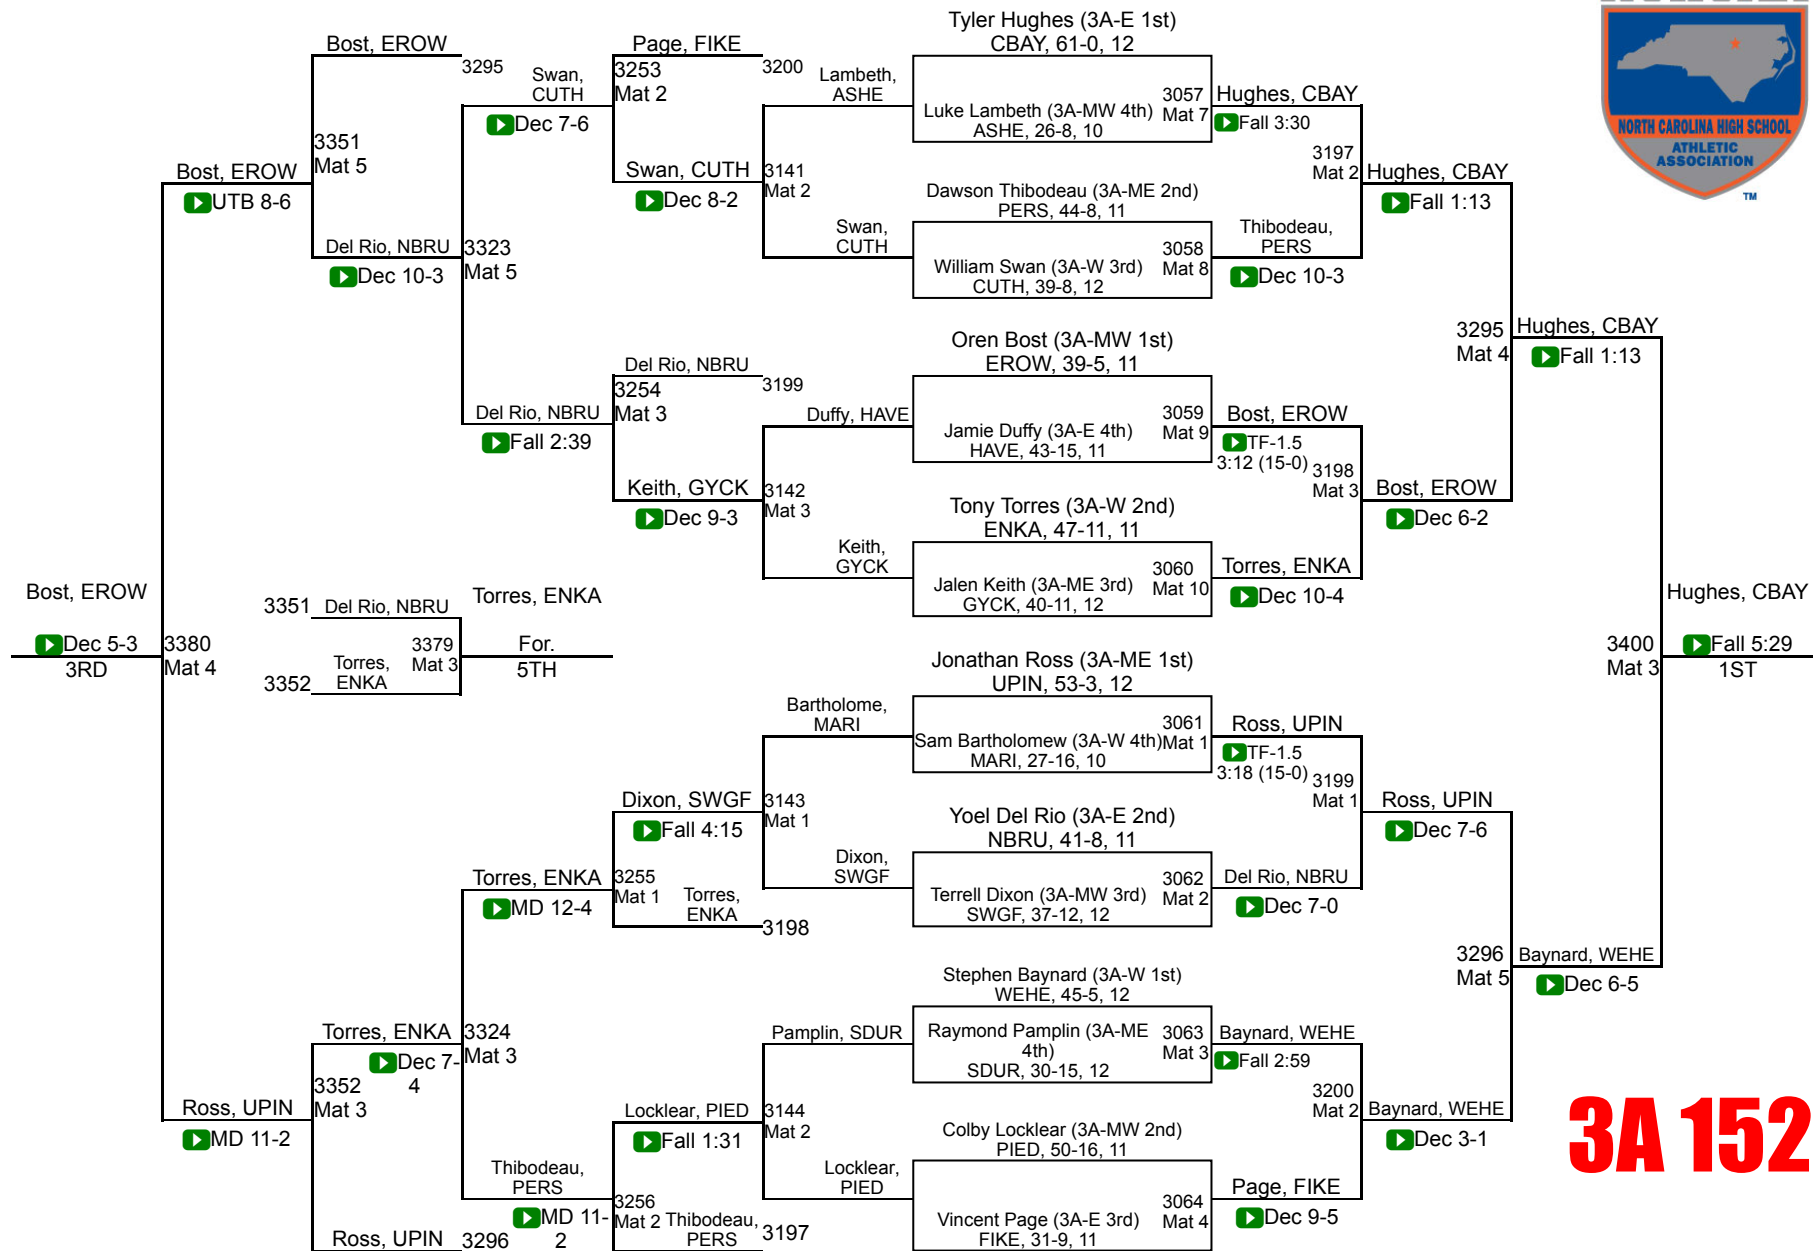 Tyler Hughes (3A-E 1st)
CBAY, 61-0, 12
Luke Lambeth (3A-MW 4th)
ASHE, 26-8, 10
3057
Mat 7
Dawson Thibodeau (3A-ME 2nd)
PERS, 44-8, 11
William Swan (3A-W 3rd)
CUTH, 39-8, 12
3058
Mat 8
Oren Bost (3A-MW 1st)
EROW, 39-5, 11
Jamie Duffy (3A-E 4th)
HAVE, 43-15, 11
3059
Mat 9
Tony Torres (3A-W 2nd)
ENKA, 47-11, 11
Jalen Keith (3A-ME 3rd)
GYCK, 40-11, 12
3060
Mat 10
Jonathan Ross (3A-ME 1st)
UPIN, 53-3, 12
Sam Bartholomew (3A-W 4th)
MARI, 27-16, 10
3061
Mat 1
Yoel Del Rio (3A-E 2nd)
NBRU, 41-8, 11
Terrell Dixon (3A-MW 3rd)
SWGF, 37-12, 12
3062
Mat 2
Stephen Baynard (3A-W 1st)
WEHE, 45-5, 12
Raymond Pamplin (3A-ME
4th)
SDUR, 30-15, 12
3063
Mat 3
Colby Locklear (3A-MW 2nd)
PIED, 50-16, 11
Vincent Page (3A-E 3rd)
FIKE, 31-9, 11
3064
Mat 4
Hughes, CBAY
Fall 3:30
3197
Mat 2
Thibodeau,
PERS
Dec 10-3
Bost, EROW
TF-1.5
3:12 (15-0)
3198
Mat 3
Torres, ENKA
Dec 10-4
Ross, UPIN
TF-1.5
3:18 (15-0)
3199
Mat 1
Del Rio, NBRU
Dec 7-0
Baynard, WEHE
Fall 2:59
3200
Mat 2
Page, FIKE
Dec 9-5
Hughes, CBAY
Fall 1:13
3295
Mat 4
Bost, EROW
Dec 6-2
Ross, UPIN
Dec 7-6
3296
Mat 5
Baynard, WEHE
Dec 3-1
Hughes, CBAY
Fall 1:13
3400
Mat 3
Baynard, WEHE
Dec 6-5
Hughes, CBAY
Fall 5:29
1ST
Lambeth,
ASHE
3141
Mat 2
Swan,
CUTH
Duffy, HAVE
3142
Mat 3
Keith,
GYCK
Bartholome,
MARI
3143
Mat 1
Dixon,
SWGF
Pamplin, SDUR
3144
Mat 2
Locklear,
PIED
Page, FIKE
3200
3253
Mat 2
Swan, CUTH
Dec 8-2
Del Rio, NBRU
3199
3254
Mat 3
Keith, GYCK
Dec 9-3
Dixon, SWGF
Fall 4:15
3255
Mat 1
Torres,
ENKA
3198
Locklear, PIED
Fall 1:31
3256
Mat 2
Thibodeau,
PERS
3197
Swan,
CUTH
Dec 7-6
3323
Mat 5
Del Rio, NBRU
Fall 2:39
Torres, ENKA
MD 12-4
3324
Mat 3
Thibodeau,
PERS
MD 11-
2
Bost, EROW
3295
3351
Mat 5
Del Rio, NBRU
Dec 10-3
Torres, ENKA
Dec 7-
4
3352
Mat 3
Ross, UPIN
3296
Bost, EROW
UTB 8-6
3380
Mat 4
Ross, UPIN
MD 11-2
Bost, EROW
Dec 5-3
3RD
3351
Del Rio, NBRU
3379
Mat 3
3352
Torres,
ENKA
Torres, ENKA
For.
5TH
NORTH CAROLINA HIGH SCHOOL
ATHLETIC
ASSOCIATION
TM
3A 152